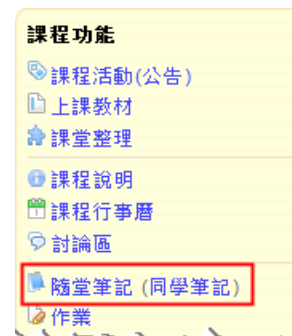 課程功能
課程活動(公告)
上課教材
課堂整理
課程說明
課程行事曆
討論區
隨堂筆記 (同學筆記)
作業